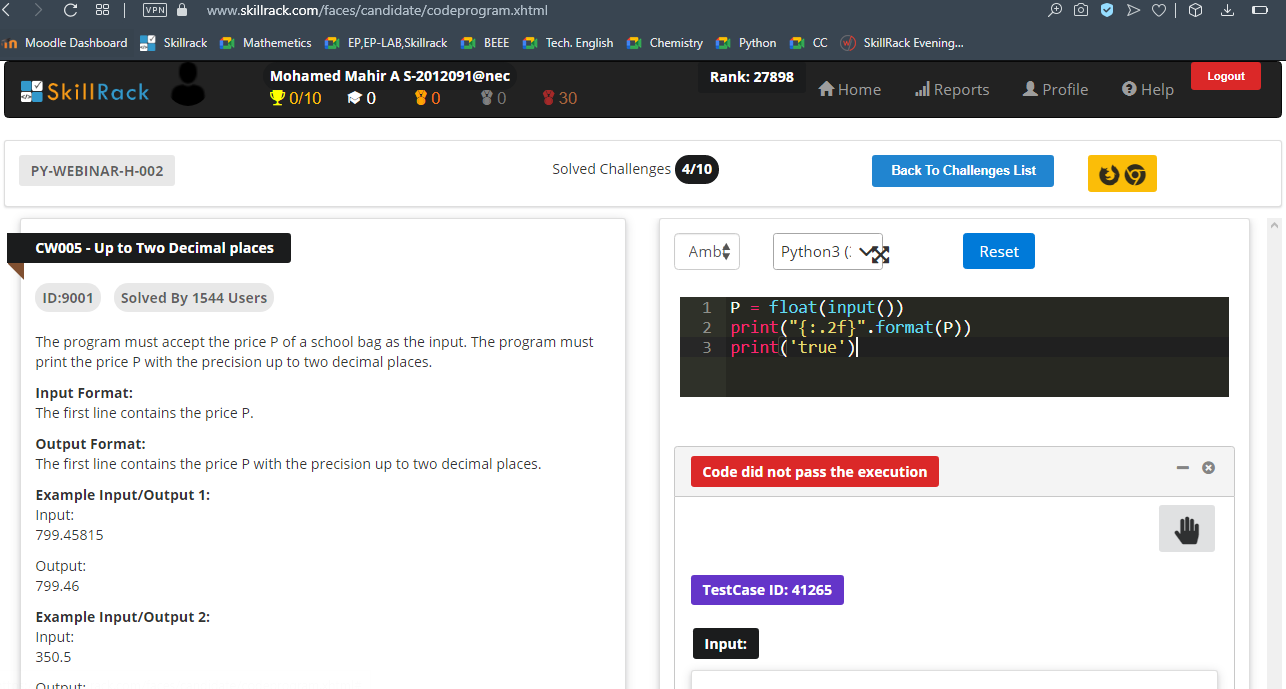 VPN www.skillrack.com/faces/candidate/codeprogram.xhtml
Moodle Dashboard Skillrack Mathemetics EP,EP-LAB,Skillrack BEEE Tech. English Chemistry Python CC SkillRack Evening...
SkillRack
Mohamed Mahir A S-2012091@nec
0/10 0 0 0 30
Rank: 27898
Home Reports Profile Help
Logout
PY-WEBINAR-H-002
Solved Challenges 4/10
Back To Challenges List
CW005 - Up to Two Decimal places
ID:9001 Solved By 1544 Users
The program must accept the price P of a school bag as the input. The program must
print the price P with the precision up to two decimal places.
Input Format:
The first line contains the price P.
Output Format:
The first line contains the price P with the precision up to two decimal places.
Example Input/Output 1:
Input:
799.45815
Output:
799.46
Example Input/Output 2:
Input:
350.5
Output:
Amb Python3 (
Reset
1 P = float(input())
2 print("{:.2f}".format(P))
3 print('true')
Code did not pass the execution
TestCase ID: 41265
Input: